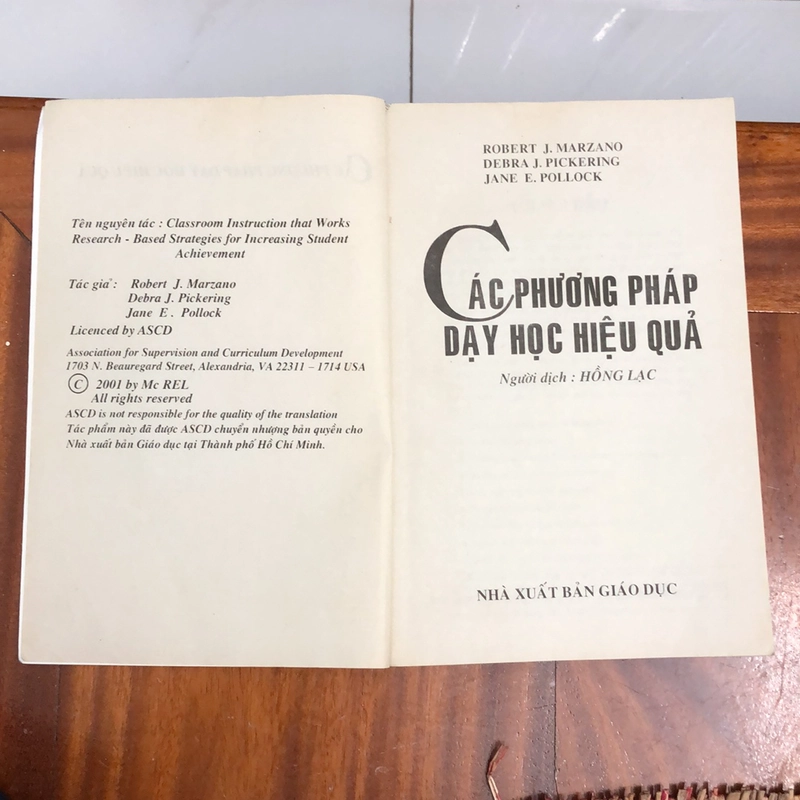 Tên nguyên tác : Classroom Instruction that Works
Research - Based Strategies for Increasing Student
Achievement
Tác giả : Robert J. Marzano
Debra J. Pickering
Jane E . Pollock
Licenced by ASCD
Association for Supervision and Curriculum Development
1703 N. Beauregard Street, Alexandria, VA 22311 – 1714 USA
© 2001 by Mc REL
All rights reserved
ASCD is not responsible for the quality of the translation
Tác phẩm này đã được ASCD chuyển nhượng bản quyền cho
Nhà xuất bản Giáo dục tại Thành phố Hồ Chí Minh.
ROBERT J. MARZANO
DEBRA J. PICKERING
JANE E. POLLOCK
CÁC PHƯƠNG PHÁP
DẠY HỌC HIỆU QUẢ
Người dịch : HỒNG LẠC
NHÀ XUẤT BẢN GIÁO DỤC